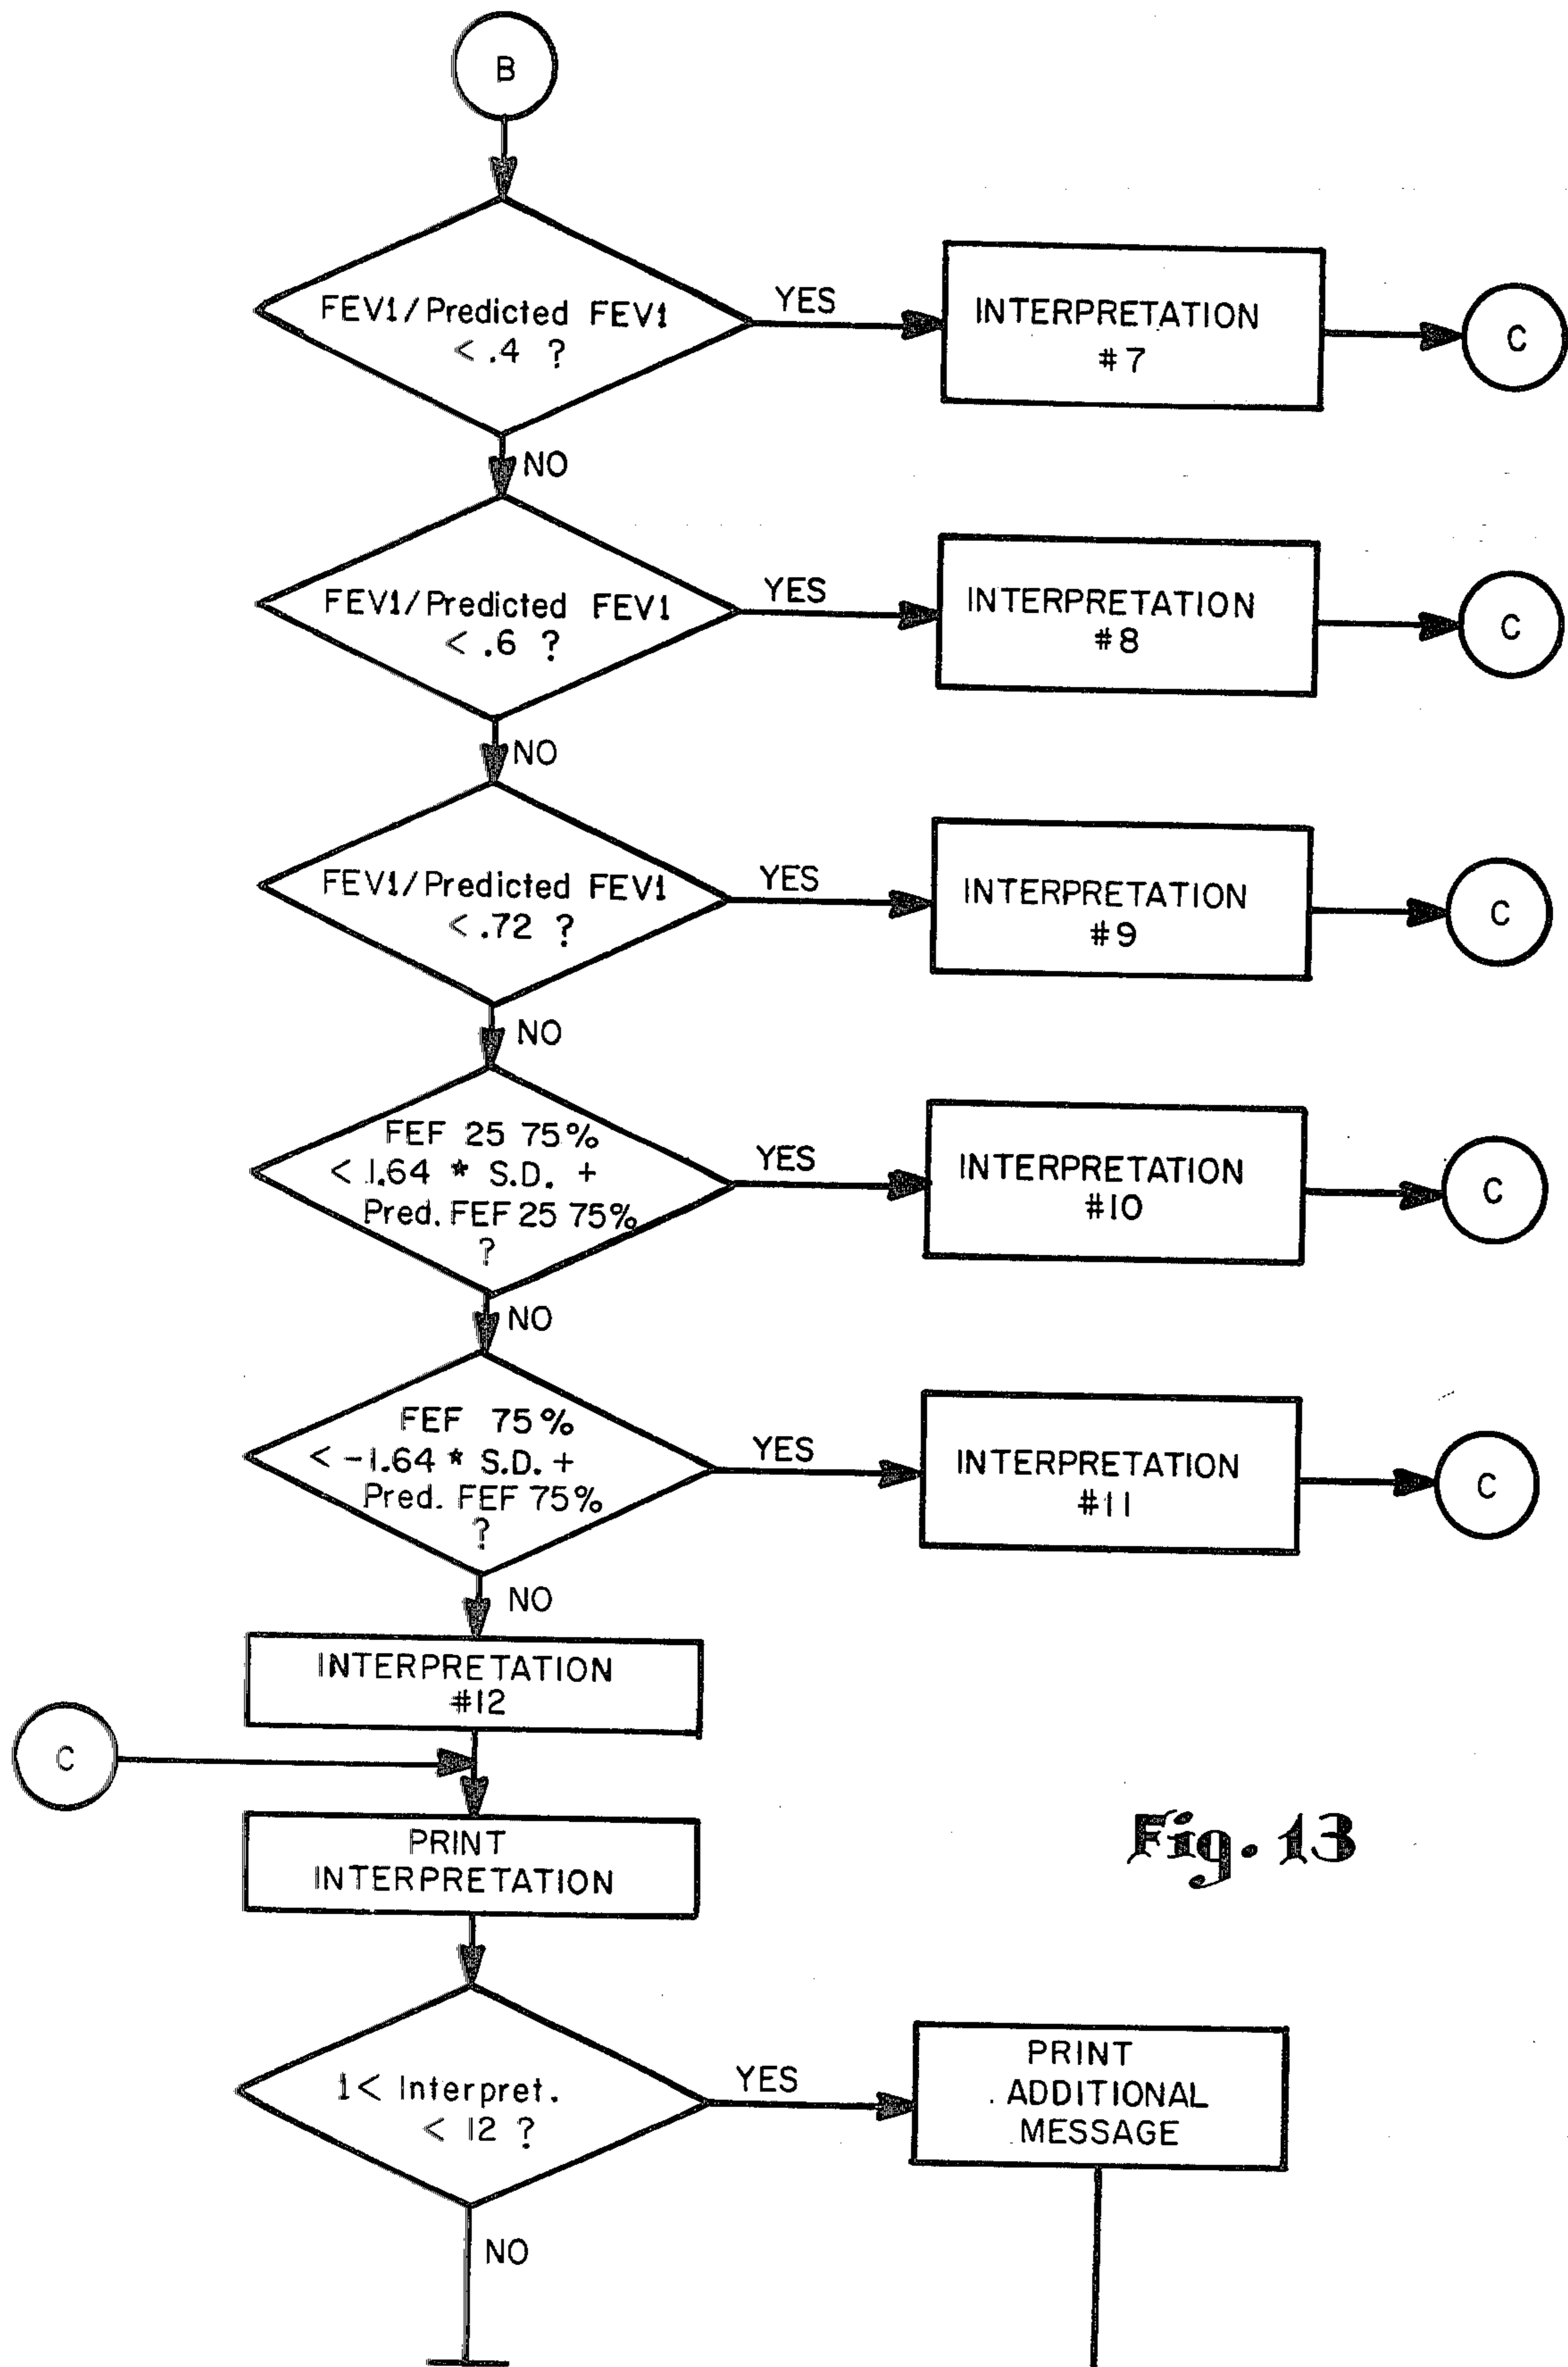 B
FEV1/Predicted FEV1
< .4 ?
YES
INTERPRETATION
#7
C
NO
FEV1/Predicted FEV1
< .6 ?
YES
INTERPRETATION
#8
C
NO
FEV1/Predicted FEV1
< .72 ?
YES
INTERPRETATION
#9
C
NO
FEF 25 75%
< 1.64 * S.D. +
Pred. FEF 25 75%
?
YES
INTERPRETATION
#10
C
NO
FEF 75%
< -1.64 * S.D. +
Pred. FEF 75%
?
YES
INTERPRETATION
#11
C
NO
INTERPRETATION
#12
C
PRINT
INTERPRETATION
Fig. 13
1 < Interpret.
< 12 ?
YES
PRINT
ADDITIONAL
MESSAGE
NO